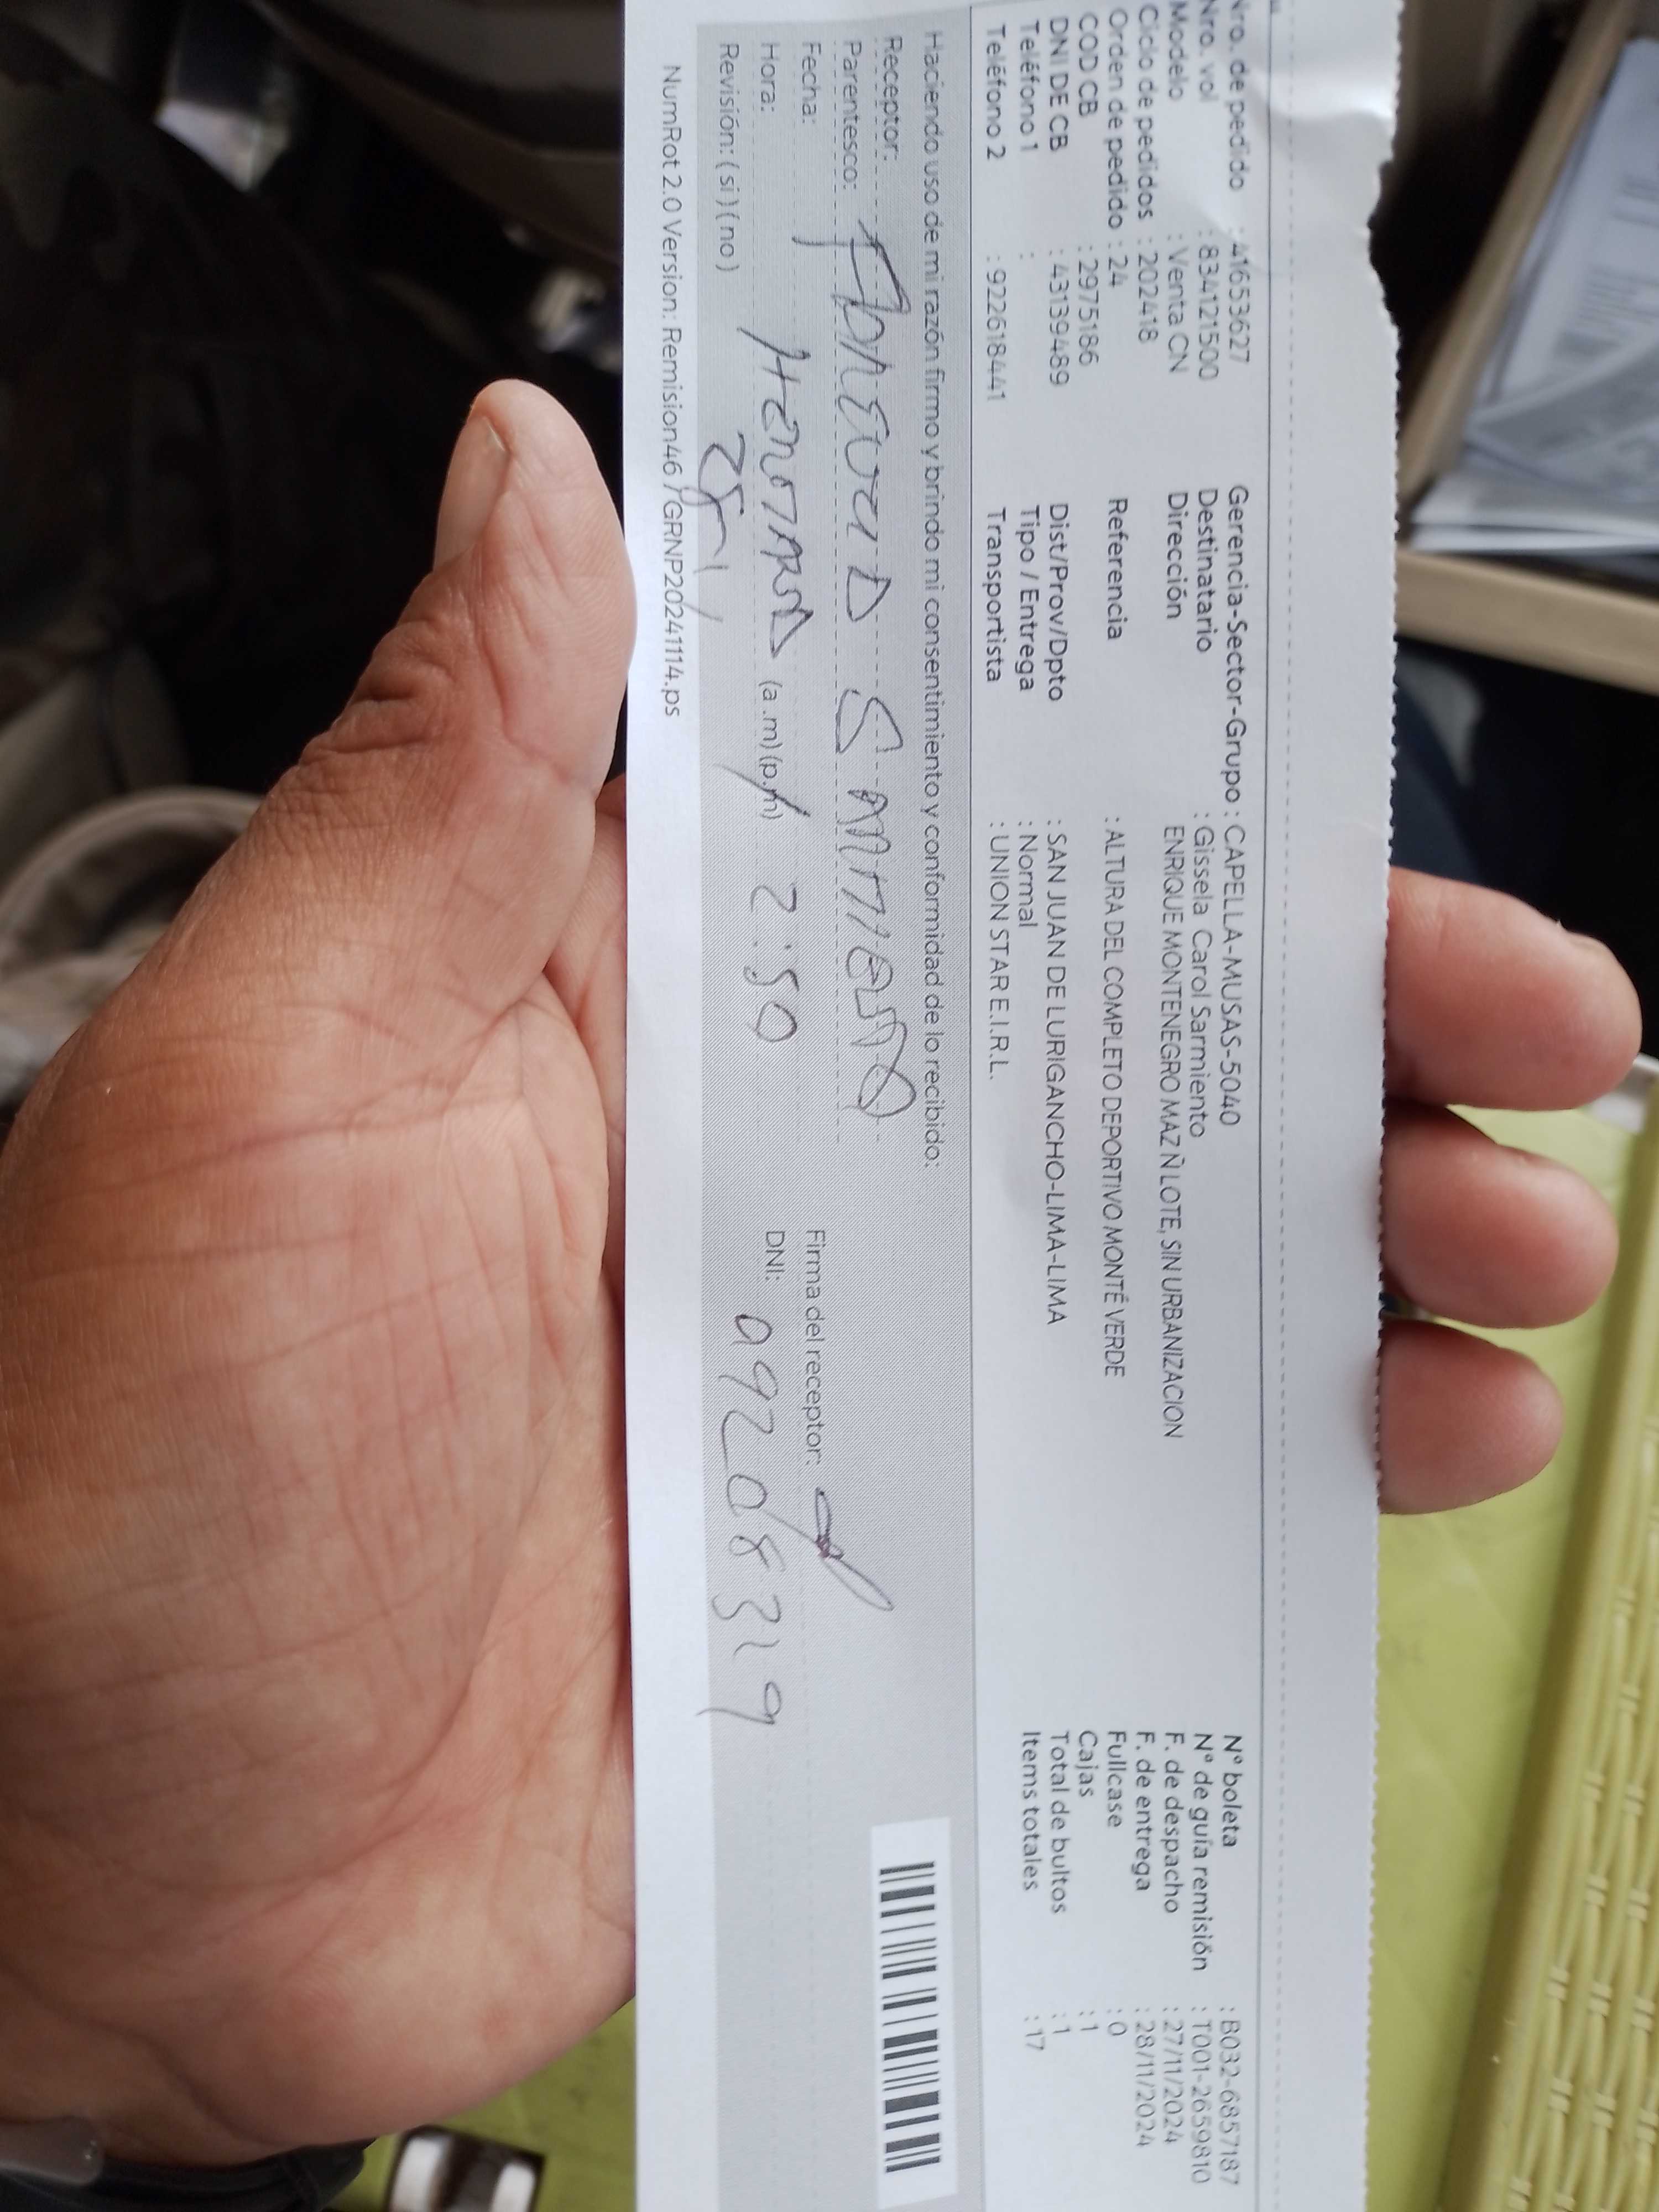 Nro. de pedido : 41653627
Nro. vol : 8341215000
Modelo : Venta CN
Ciclo de pedidos : 202418
Orden de pedido : 24
COD CB : 2975186
DNI DE CB : 43139489
Teléfono 1 :
Teléfono 2 : 922618441
Gerencia-Sector-Grupo : CAPELLA-MUSAS-5040
Destinatario : Gissela Carol Sarmiento
Dirección ENRIQUE MONTENEGRO MAZ Ñ LOTE, SIN URBANIZACION
Referencia : ALTURA DEL COMPLETO DEPORTIVO MONTÉ VERDE
Dist/Prov/Dpto : SAN JUAN DE LURIGANCHO-LIMA-LIMA
Tipo / Entrega : Normal
Transportista : UNION STAR E.I.R.L.
Nº boleta : B032-6857187
Nº de guía remisión : T001-2659810
F. de despacho : 27/11/2024
F. de entrega : 28/11/2024
Fullcase : 0
Cajas : 1
Total de bultos : 1
Items totales : 17
Haciendo uso de mi razón firmo y brindo mi consentimiento y conformidad de lo recibido:
Receptor:
Parentesco: Sarmiento
Fecha:
Hora: Hermana (a.m)(p.m) 2:50
Revisión: ( si )( no ) 28
Firma del receptor:
DNI: 09208319
NumRot 2.0 Version: Remision46 /GRNP20241114.ps